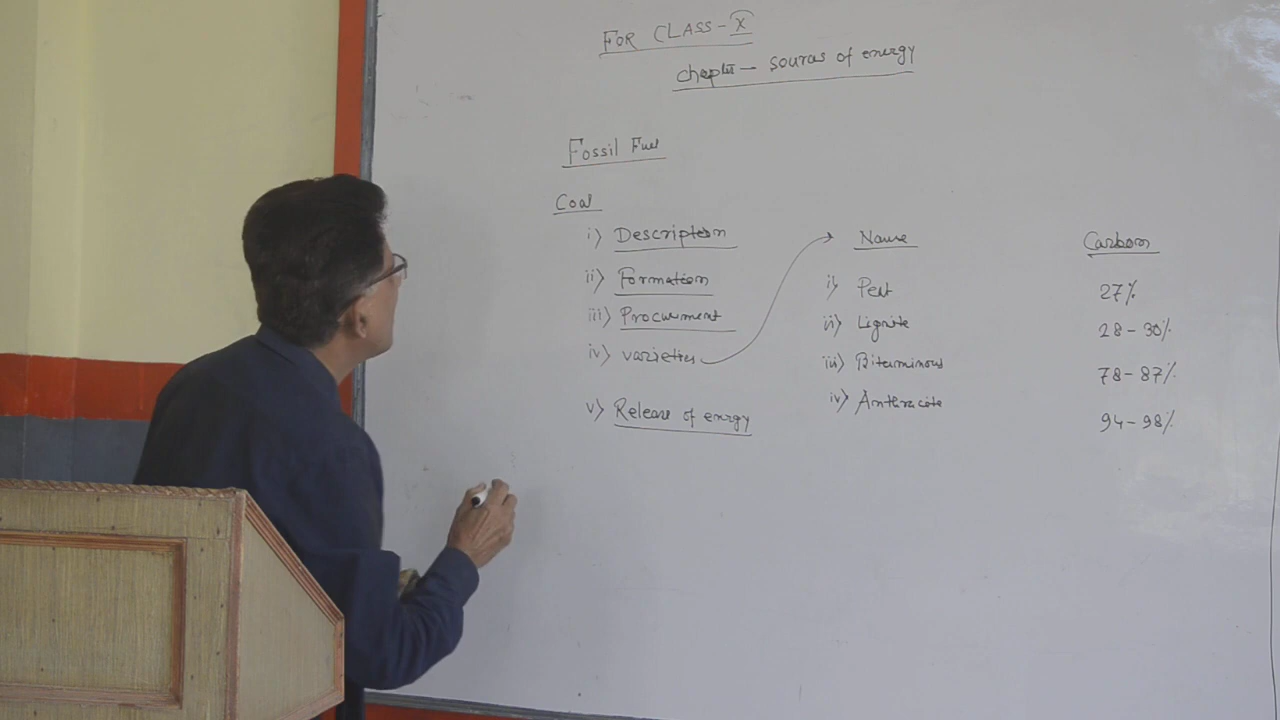 FOR CLASS - X
chapter - sources of energy
Fossil Fuel
Coal
i) Description
ii) Formation
iii) Procurement
iv) varieties
v) Release of energy
Name Carbon
i) Peat 27%
ii) Lignite 28-30%
iii) Biterminous 78-87%
iv) Anthracite 94-98%